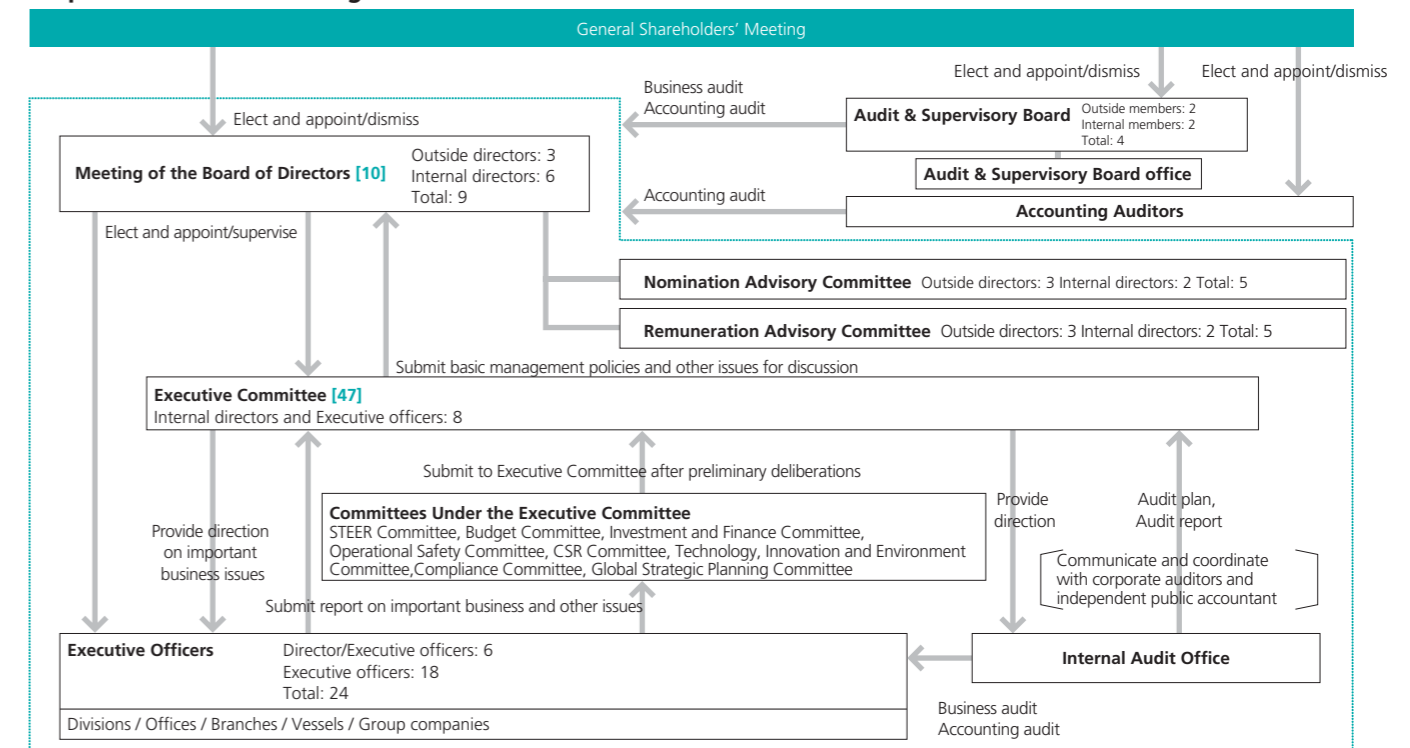 General Shareholders' Meeting
Elect and appoint/dismiss
Elect and appoint/dismiss
Business audit
Accounting audit
Audit & Supervisory Board
Outside members: 2
Internal members: 2
Total: 4
Elect and appoint/dismiss
Meeting of the Board of Directors [10]
Outside directors: 3
Internal directors: 6
Total: 9
Audit & Supervisory Board office
Accounting audit
Accounting Auditors
Elect and appoint/supervise
Nomination Advisory Committee Outside directors: 3 Internal directors: 2 Total: 5
Remuneration Advisory Committee Outside directors: 3 Internal directors: 2 Total: 5
Submit basic management policies and other issues for discussion
Executive Committee [47]
Internal directors and Executive officers: 8
Submit to Executive Committee after preliminary deliberations
Committees Under the Executive Committee
STEER Committee, Budget Committee, Investment and Finance Committee,
Operational Safety Committee, CSR Committee, Technology, Innovation and Environment
Committee,Compliance Committee, Global Strategic Planning Committee
Provide direction
on important
business issues
Provide
direction
Audit plan,
Audit report
Communicate and coordinate
with corporate auditors and
independent public accountant
Submit report on important business and other issues
Executive Officers
Director/Executive officers: 6
Executive officers: 18
Total: 24
Internal Audit Office
Divisions / Offices / Branches / Vessels / Group companies
Business audit
Accounting audit